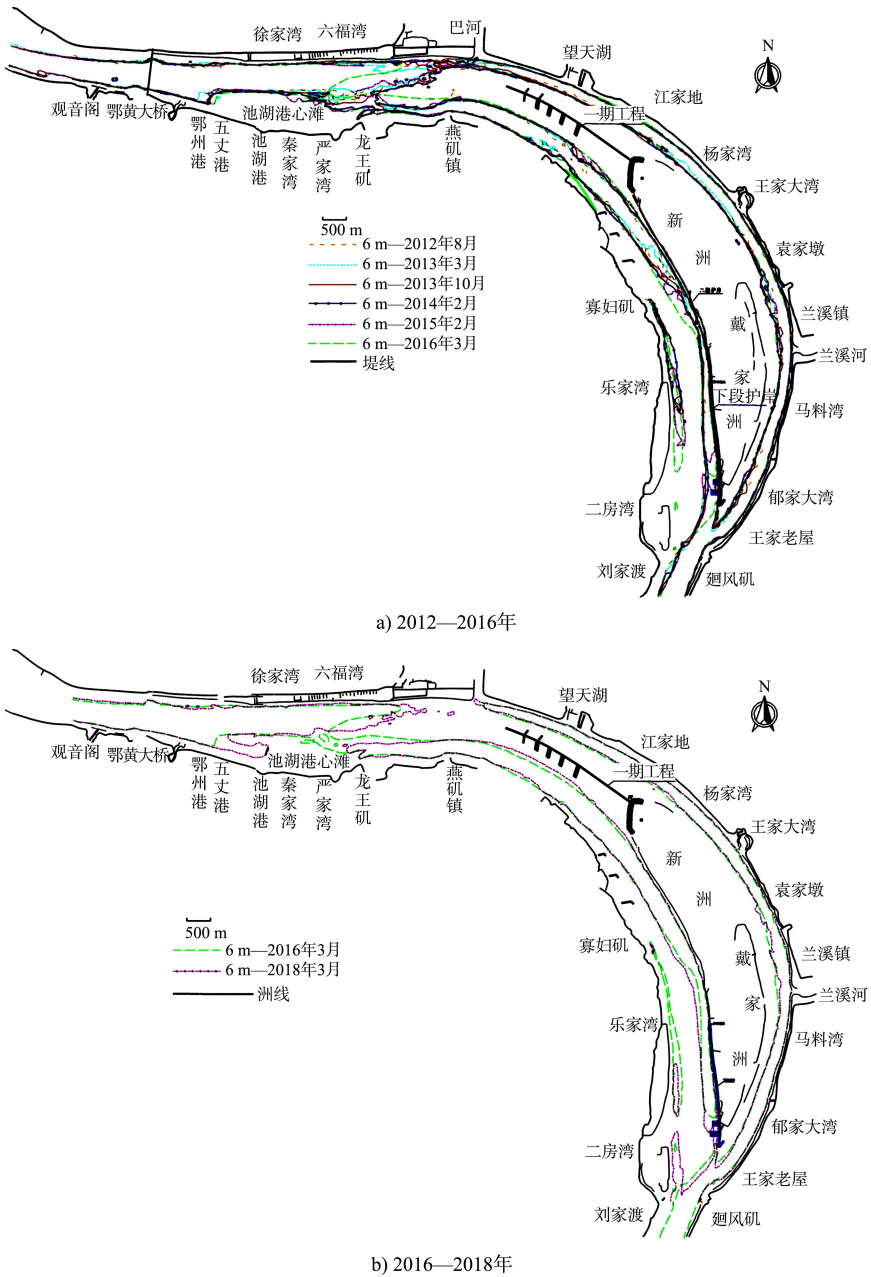 徐家湾
六福湾
巴河
望天湖
N
江家地
观音阁
鄂黄大桥
鄂州港
五丈港
池湖港心滩
池湖港
秦家湾
严家湾
龙王矶
燕矶镇
一期工程
杨家湾
王家大湾
新洲
袁家墩
500 m
6 m—2012年8月
6 m—2013年3月
6 m—2013年10月
6 m—2014年2月
6 m—2015年2月
6 m—2016年3月
堤线
寡妇矶
戴家洲
兰溪镇
兰溪河
乐家湾
下段护岸
马料湾
二房湾
郁家大湾
王家老屋
刘家渡
廻风矶
a) 2012—2016年
徐家湾
六福湾
望天湖
N
江家地
观音阁
鄂黄大桥
鄂州港
五丈港
池湖港心滩
池湖港
秦家湾
严家湾
龙王矶
燕矶镇
一期工程
杨家湾
王家大湾
新洲
袁家墩
500 m
6 m—2016年3月
6 m—2018年3月
洲线
寡妇矶
戴家洲
兰溪镇
兰溪河
乐家湾
马料湾
二房湾
郁家大湾
王家老屋
刘家渡
廻风矶
b) 2016—2018年